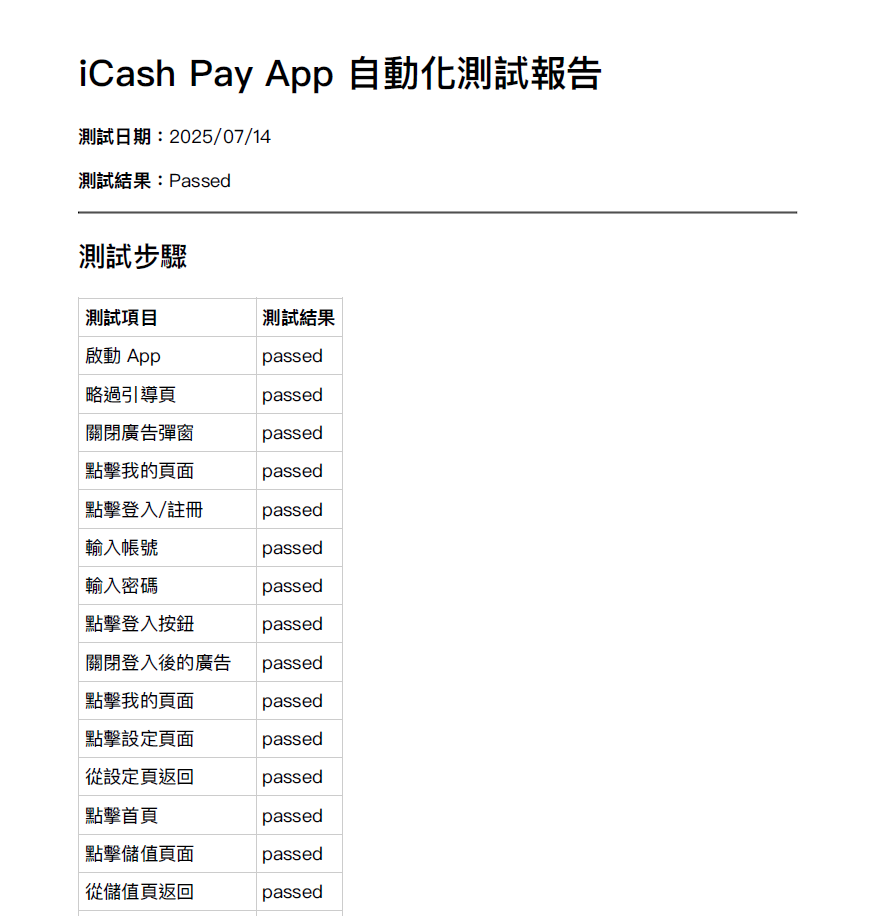 iCash Pay App 自動化測試報告
測試日期：2025/07/14
測試結果：Passed
測試步驟
測試項目 測試結果
啟動 App passed
略過引導頁 passed
關閉廣告彈窗 passed
點擊我的頁面 passed
點擊登入/註冊 passed
輸入帳號 passed
輸入密碼 passed
點擊登入按鈕 passed
關閉登入後的廣告 passed
點擊我的頁面 passed
點擊設定頁面 passed
從設定頁返回 passed
點擊首頁 passed
點擊儲值頁面 passed
從儲值頁返回 passed